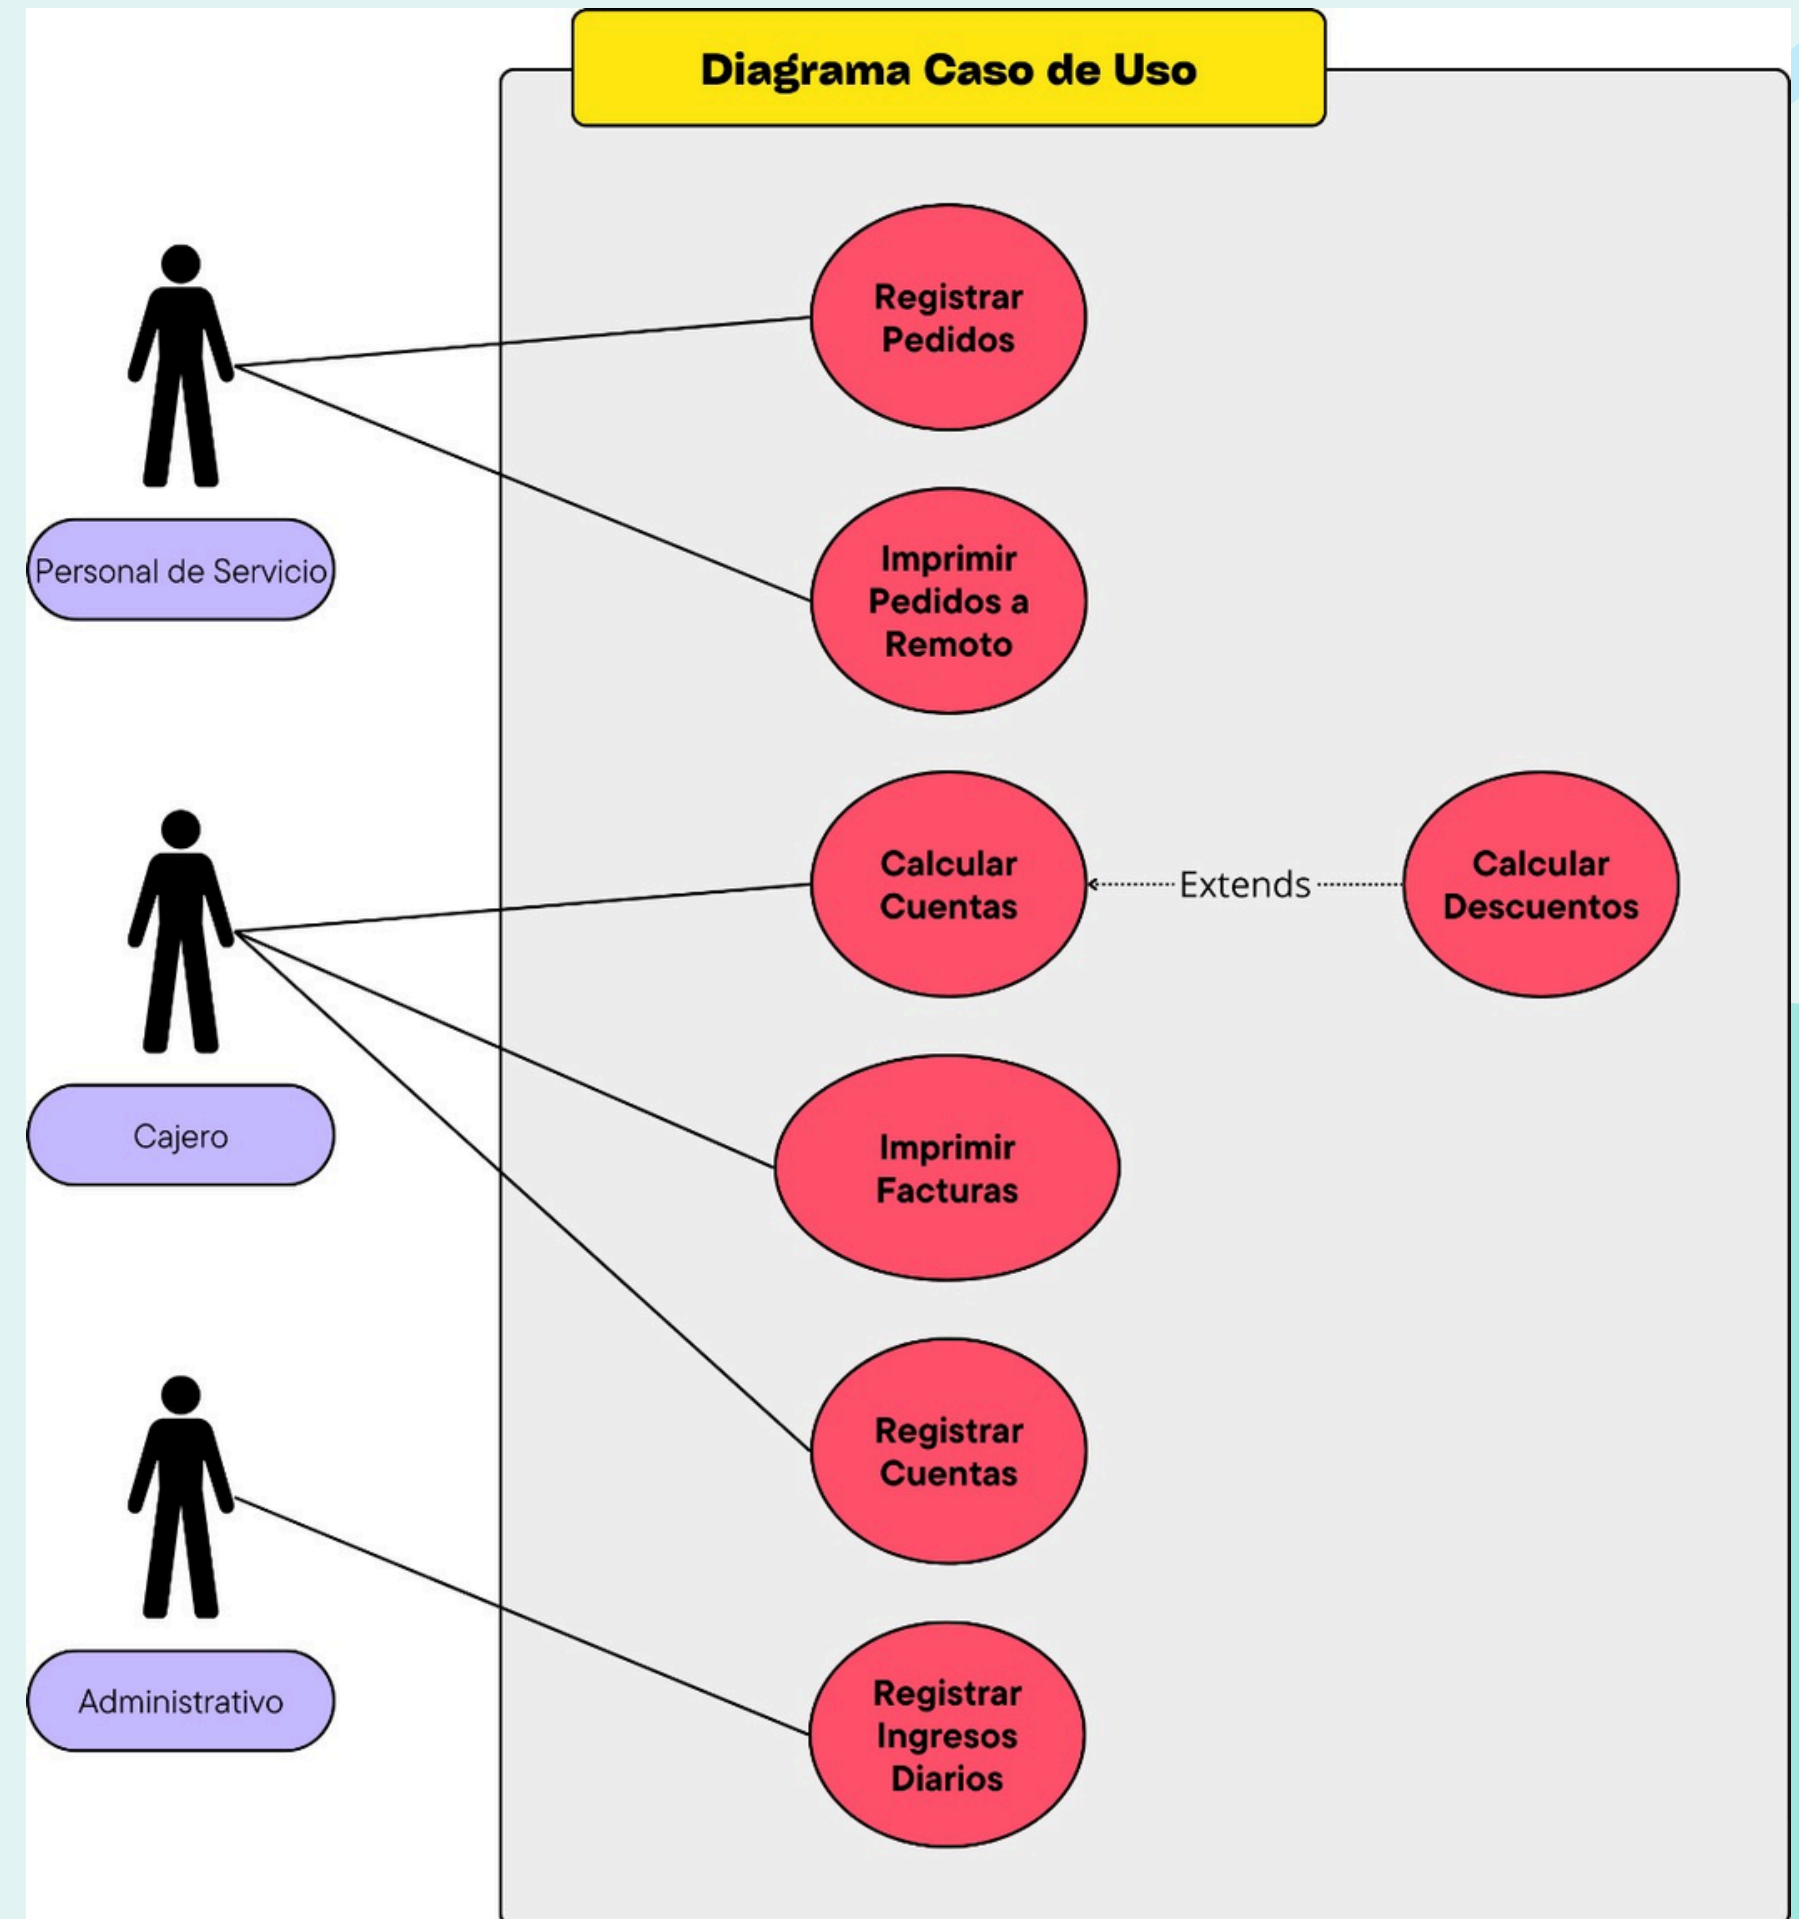 Diagrama Caso de Uso
Registrar
Pedidos
Personal de Servicio
Imprimir
Pedidos a
Remoto
Calcular
Cuentas
Extends
Calcular
Descuentos
Cajero
Imprimir
Facturas
Registrar
Cuentas
Administrativo
Registrar
Ingresos
Diarios